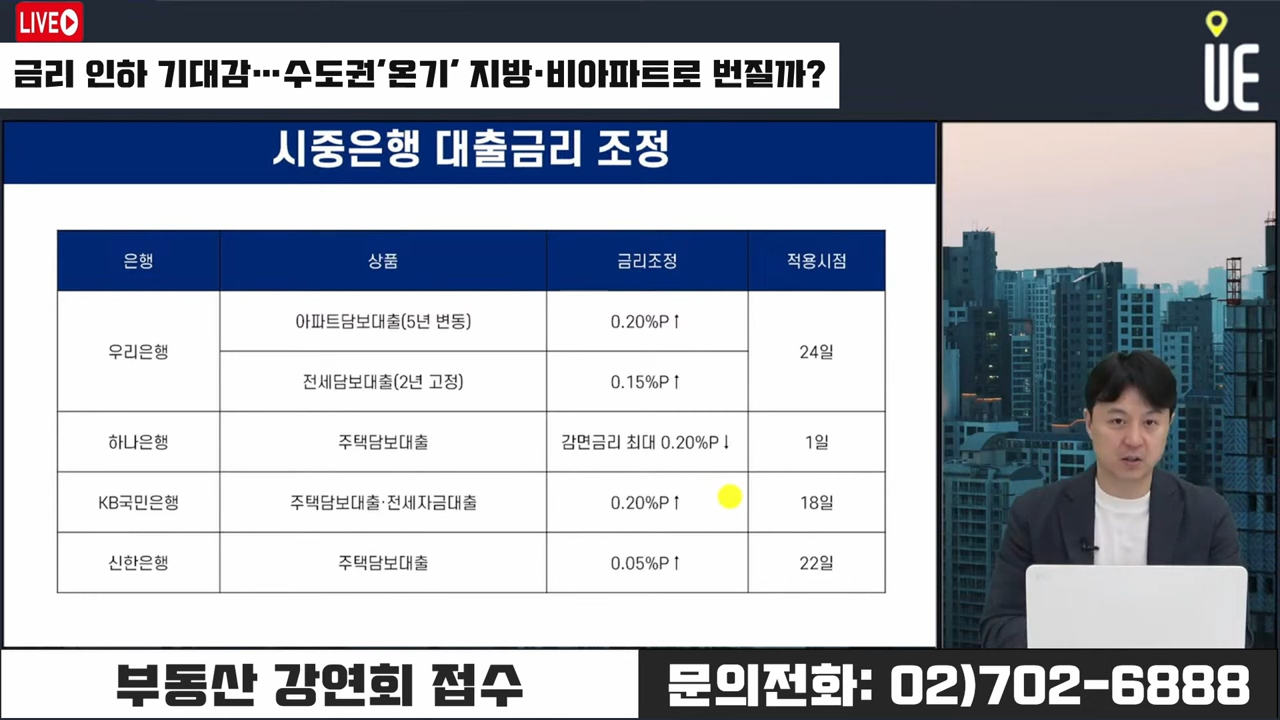 LIVE
금리 인하 기대감…수도권'온기' 지방·비아파트로 번질까?
UE
시중은행 대출금리 조정
은행 상품 금리조정 적용시점
우리은행 아파트담보대출(5년 변동) 0.20%P↑ 24일
전세담보대출(2년 고정) 0.15%P↑
하나은행 주택담보대출 감면금리 최대 0.20%P↓ 1일
KB국민은행 주택담보대출·전세자금대출 0.20%P↑ 18일
신한은행 주택담보대출 0.05%P↑ 22일
부동산 강연회 접수
문의전화: 02)702-6888